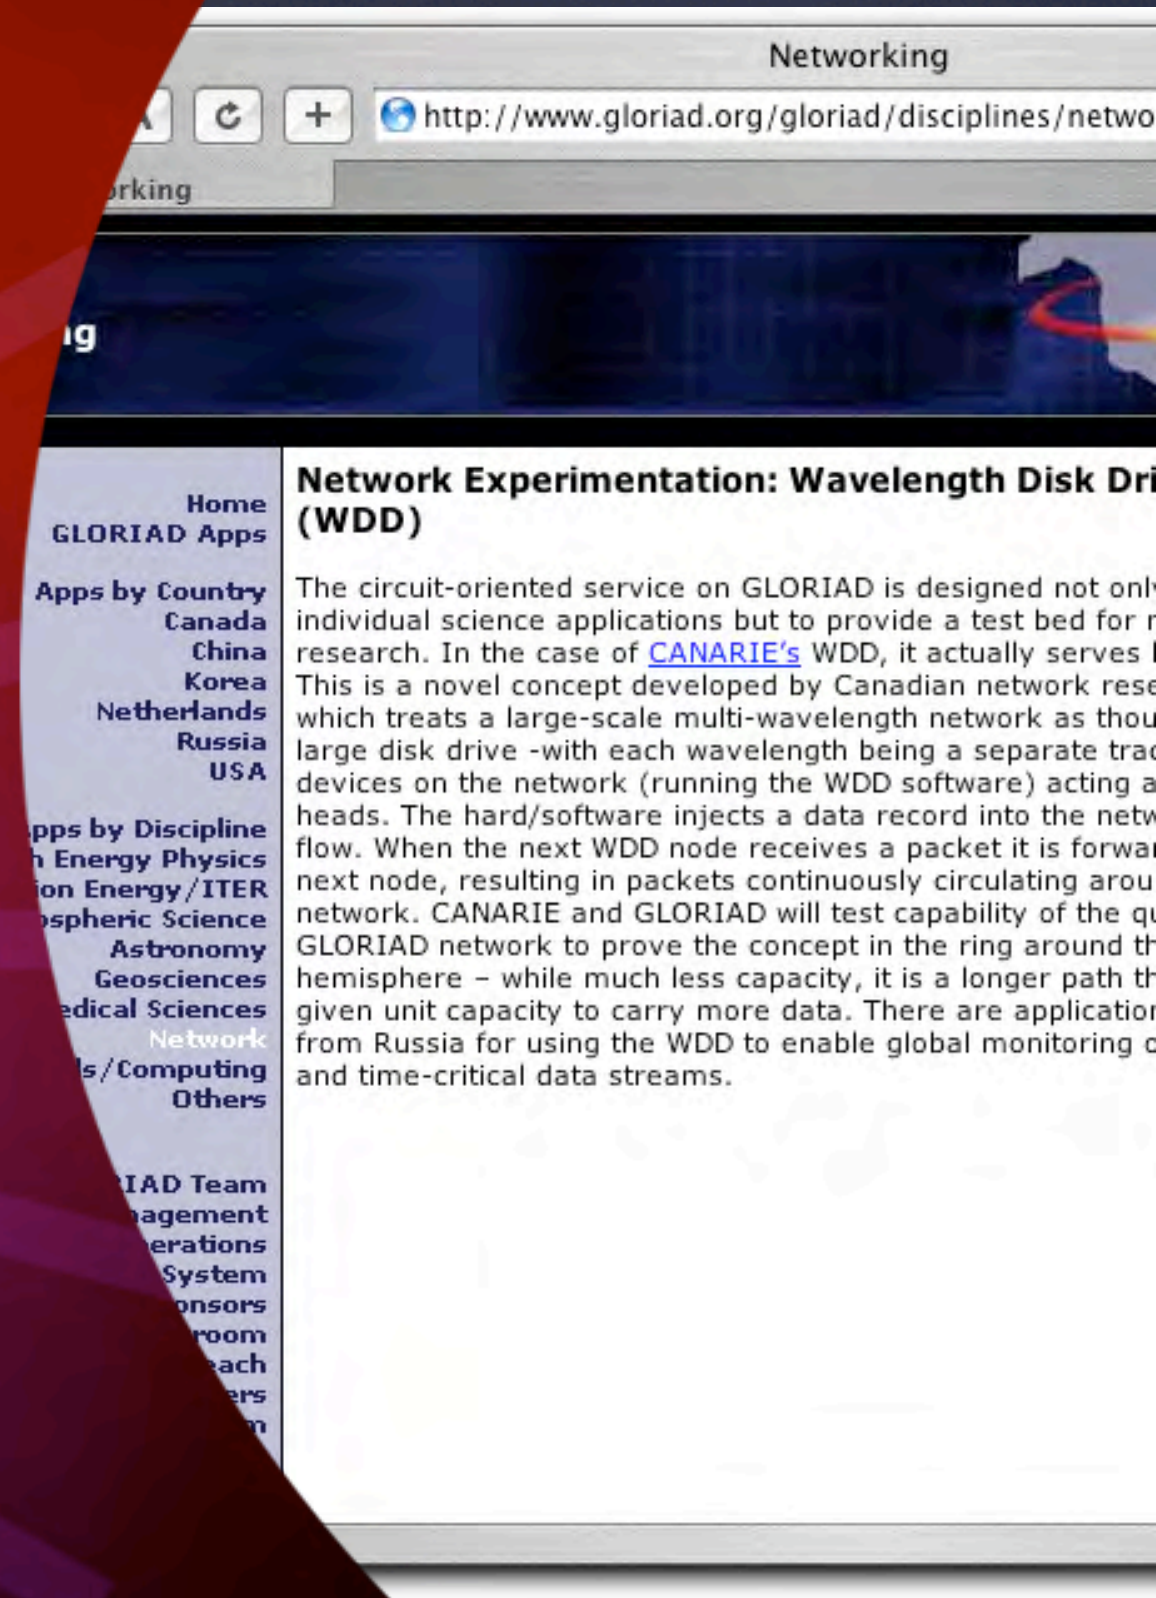 Networking
http://www.gloriad.org/gloriad/disciplines/netwo
rking
Home
GLORIAD Apps
Apps by Country
Canada
China
Korea
Netherlands
Russia
USA
pps by Discipline
h Energy Physics
ion Energy/ITER
ospheric Science
Astronomy
Geosciences
edical Sciences
Network
s/Computing
Others
IAD Team
agement
erations
System
onsors
room
each
ers
Network Experimentation: Wavelength Disk Dri
(WDD)
The circuit-oriented service on GLORIAD is designed not only
individual science applications but to provide a test bed for
research. In the case of CANARIE's WDD, it actually serves
This is a novel concept developed by Canadian network rese
which treats a large-scale multi-wavelength network as thou
large disk drive -with each wavelength being a separate trac
devices on the network (running the WDD software) acting a
heads. The hard/software injects a data record into the netw
flow. When the next WDD node receives a packet it is forwar
next node, resulting in packets continuously circulating arou
network. CANARIE and GLORIAD will test capability of the qu
GLORIAD network to prove the concept in the ring around th
hemisphere – while much less capacity, it is a longer path th
given unit capacity to carry more data. There are application
from Russia for using the WDD to enable global monitoring o
and time-critical data streams.